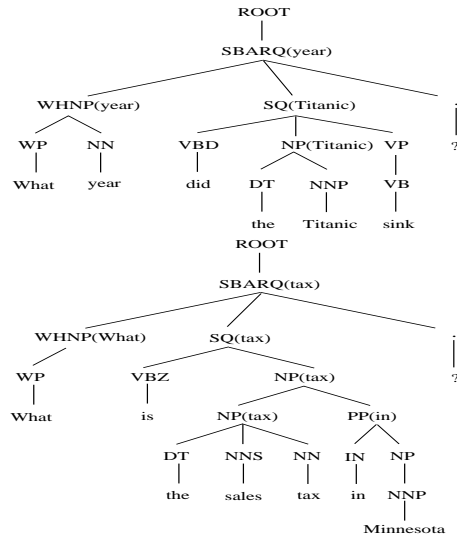 ROOT
SBARQ(year)
WHNP(year) SQ(Titanic) .
WP NN VBD NP(Titanic) VP ?
What year did DT NNP VB
the Titanic sink
ROOT
SBARQ(tax)
WHNP(What) SQ(tax) .
WP VBZ NP(tax) ?
What is NP(tax) PP(in)
DT NNS NN IN NP
the sales tax in NNP
Minnesota